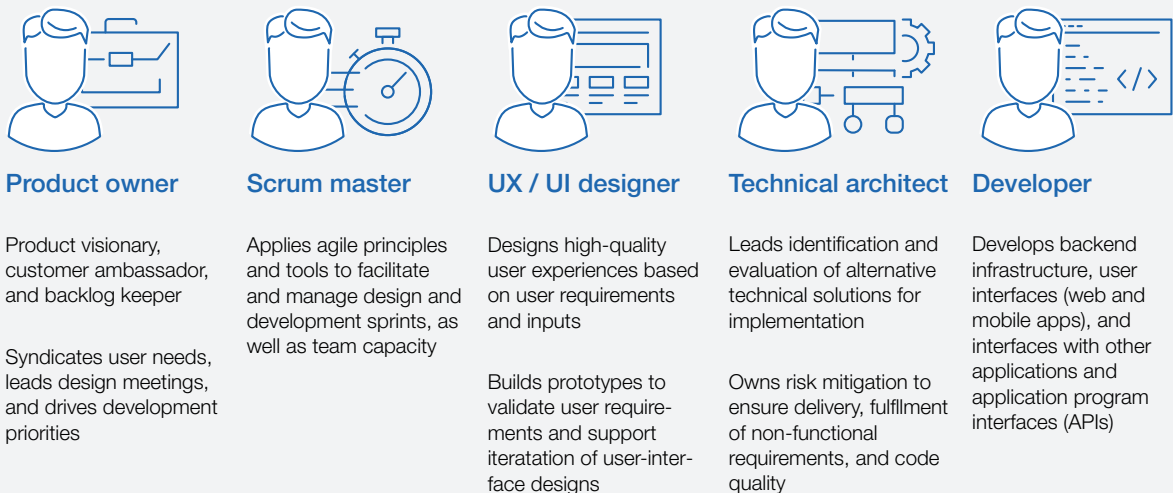 Product owner
Product visionary,
customer ambassador,
and backlog keeper
Syndicates user needs,
leads design meetings,
and drives development
priorities
Scrum master
Applies agile principles
and tools to facilitate
and manage design and
development sprints, as
well as team capacity
UX / UI designer
Designs high-quality
user experiences based
on user requirements
and inputs
Builds prototypes to
validate user require-
ments and support
iteratation of user-inter-
face designs
Technical architect
Leads identification and
evaluation of alternative
technical solutions for
implementation
Owns risk mitigation to
ensure delivery, fulfllment
of non-functional
requirements, and code
quality
Developer
</>
Develops backend
infrastructure, user
interfaces (web and
mobile apps), and
interfaces with other
applications and
application program
interfaces (APIs)